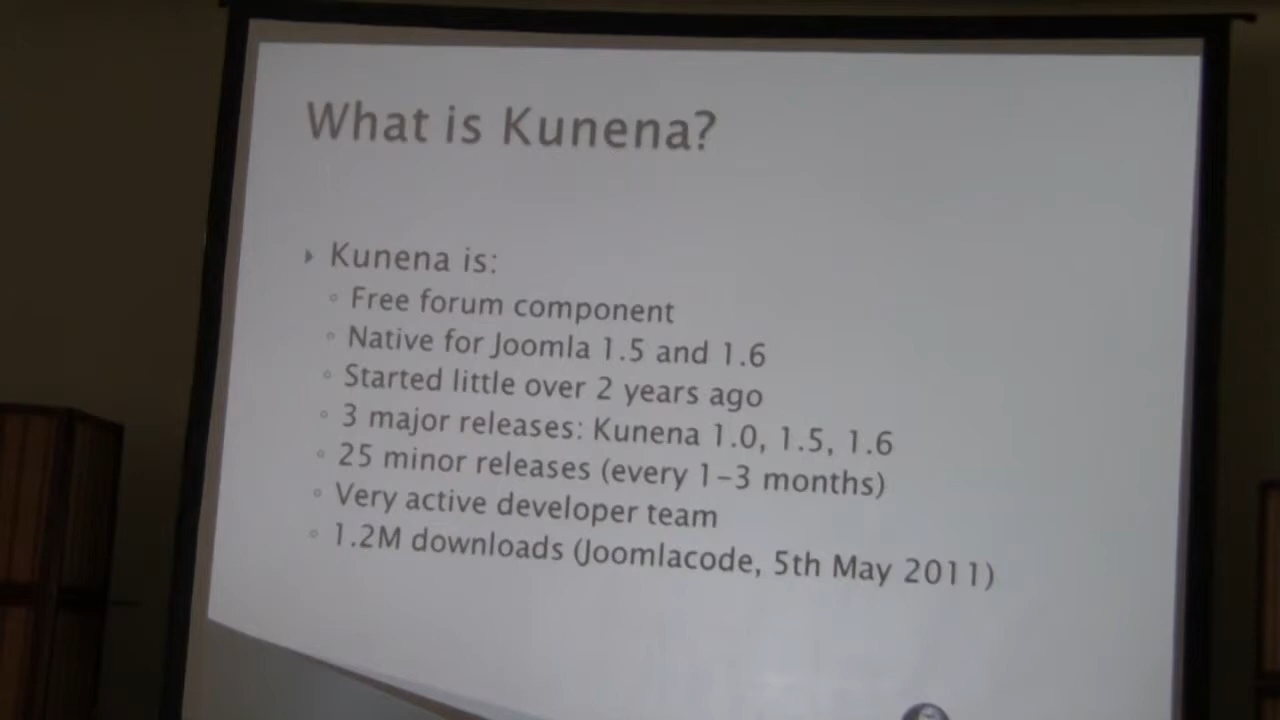 What is Kunena?
Kunena is:
Free forum component
Native for Joomla 1.5 and 1.6
Started little over 2 years ago
3 major releases: Kunena 1.0, 1.5, 1.6
25 minor releases (every 1-3 months)
Very active developer team
1.2M downloads (Joomlacode, 5th May 2011)